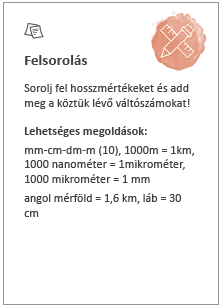 Felsorolás
Sorolj fel hosszmértékeket és add
meg a köztük lévő váltószámokat!
Lehetséges megoldások:
mm-cm-dm-m (10), 1000m = 1km,
1000 nanométer = 1mikrométer,
1000 mikrométer = 1 mm
angol mérföld = 1,6 km, láb = 30
cm